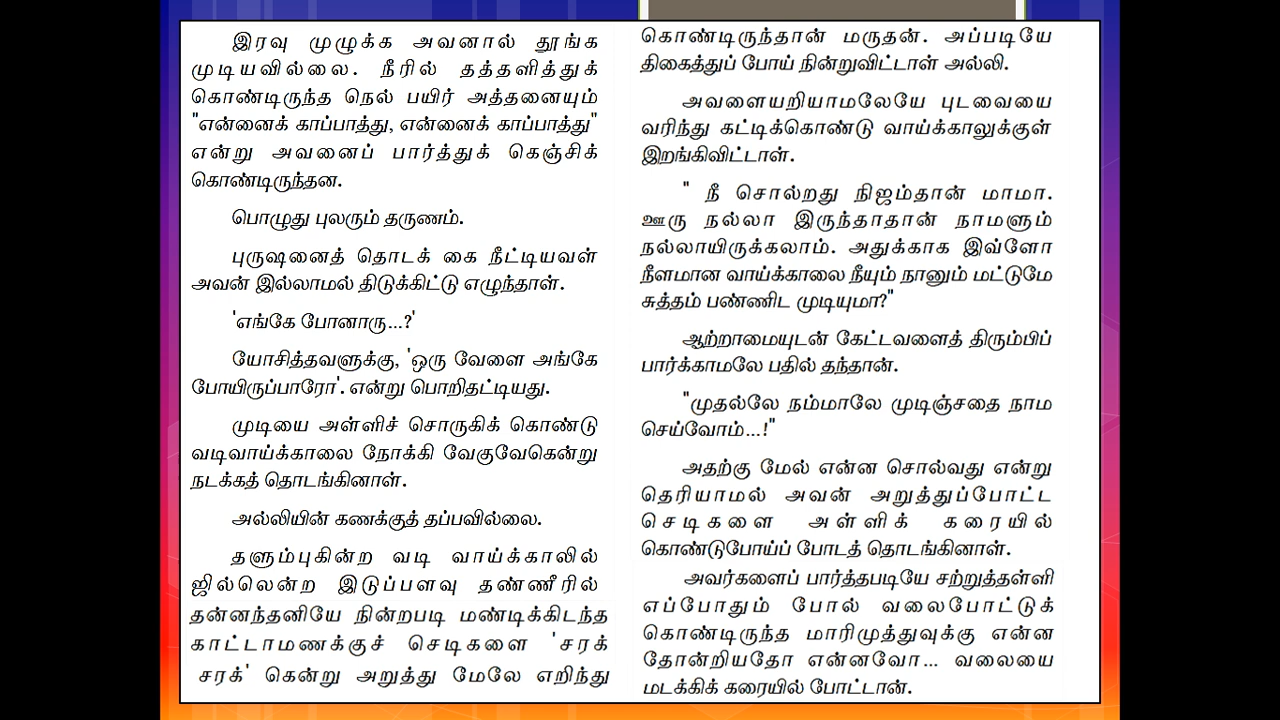 இரவு முழுக்க அவனால் தூங்க
முடியவில்லை. நீரில் தத்தளித்துக்
கொண்டிருந்த நெல் பயிர் அத்தனையும்
"என்னைக் காப்பாத்து, என்னைக் காப்பாத்து"
என்று அவனைப் பார்த்துக் கெஞ்சிக்
கொண்டிருந்தன.
பொழுது புலரும் தருணம்.
புருஷனைத் தொடக் கை நீட்டியவள்
அவன் இல்லாமல் திடுக்கிட்டு எழுந்தாள்.
'எங்கே போனாரு...?'
யோசித்தவளுக்கு, 'ஒரு வேளை அங்கே
போயிருப்பாரோ'. என்று பொறிதட்டியது.
முடியை அள்ளிச் சொருகிக் கொண்டு
வடிவாய்க்காலை நோக்கி வேகுவேகென்று
நடக்கத் தொடங்கினாள்.
அல்லியின் கணக்குத் தப்பவில்லை.
தளும்புகின்ற வடி வாய்க்காலில்
ஜில்லென்ற இடுப்பளவு தண்ணீரில்
தன்னந்தனியே நின்றபடி மண்டிக்கிடந்த
காட்டாமணக்குச் செடிகளை 'சரக்
சரக்' கென்று அறுத்து மேலே எறிந்து
கொண்டிருந்தான் மருதன். அப்படியே
திகைத்துப் போய் நின்றுவிட்டாள் அல்லி.
அவளையறியாமலேயே புடவையை
வரிந்து கட்டிக்கொண்டு வாய்க்காலுக்குள்
இறங்கிவிட்டாள்.
" நீ சொல்றது நிஜம்தான் மாமா.
ஊரு நல்லா இருந்தாதான் நாமளும்
நல்லாயிருக்கலாம். அதுக்காக இவ்ளோ
நீளமான வாய்க்காலை நீயும் நானும் மட்டுமே
சுத்தம் பண்ணிட முடியுமா?"
ஆற்றாமையுடன் கேட்டவளைத் திரும்பிப்
பார்க்காமலே பதில் தந்தான்.
"முதல்லே நம்மாலே முடிஞ்சதை நாம
செய்வோம்...!"
அதற்கு மேல் என்ன சொல்வது என்று
தெரியாமல் அவன் அறுத்துப்போட்ட
செடிகளை அள்ளிக் கரையில்
கொண்டுபோய்ப் போடத் தொடங்கினாள்.
அவர்களைப் பார்த்தபடியே சற்றுத்தள்ளி
எப்போதும் போல் வலைபோட்டுக்
கொண்டிருந்த மாரிமுத்துவுக்கு என்ன
தோன்றியதோ என்னவோ... வலையை
மடக்கிக் கரையில் போட்டான்.